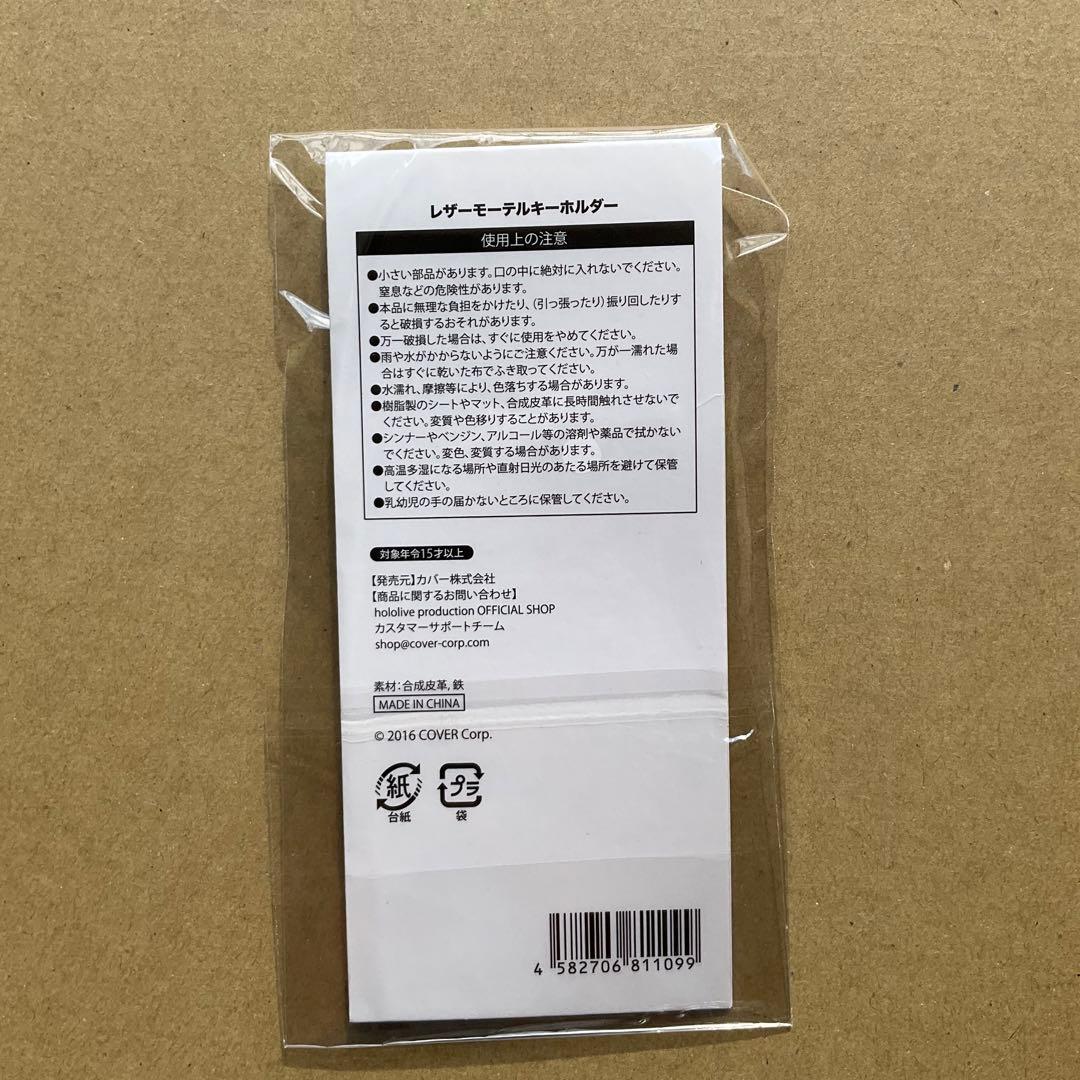 レザーモーテルキーホルダー
使用上の注意
●小さい部品があります。口の中に絶対に入れないでください。
窒息などの危険性があります。
●本品に無理な負担をかけたり、(引っ張ったり)振り回したりす
ると破損するおそれがあります。
●万一破損した場合は、すぐに使用をやめてください。
●雨や水がかからないようにご注意ください。万が一濡れた場
合はすぐに乾いた布でふき取ってください。
●水濡れ、摩擦等により、色落ちする場合があります。
●樹脂製のシートやマット、合成皮革に長時間触れさせないで
ください。変質や色移りすることがあります。
●シンナーやベンジン、アルコール等の溶剤や薬品で拭かない
でください。変色、変質する場合があります。
●高温多湿になる場所や直射日光のあたる場所を避けて保管
してください。
●乳幼児の手の届かないところに保管してください。
対象年令15才以上
【発売元】カバー株式会社
【商品に関するお問い合わせ】
hololive production OFFICIAL SHOP
カスタマーサポートチーム
shop@cover-corp.com
素材:合成皮革, 鉄
MADE IN CHINA
© 2016 COVER Corp.
紙 プラ
台紙 袋
4 582706 811099